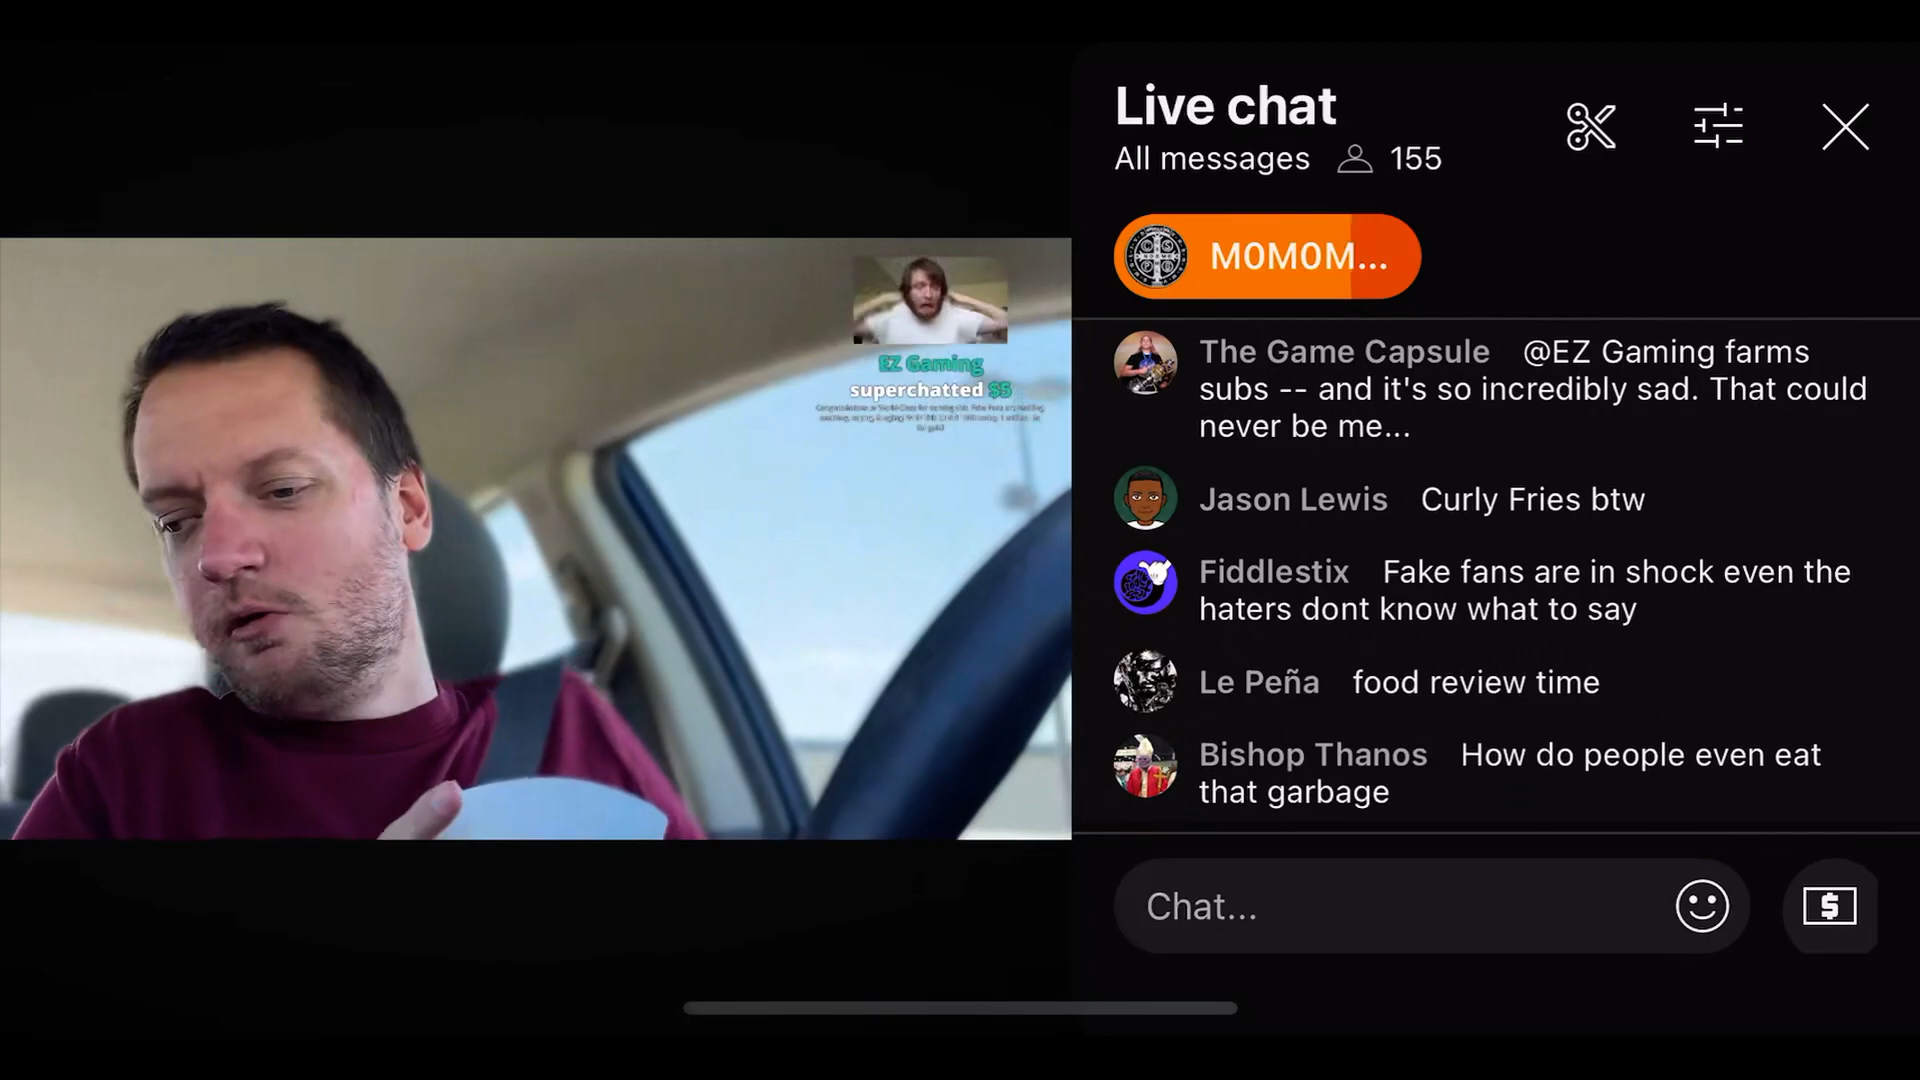 Live chat
All messages 155
M0M0M...
EZ Gaming
superchatted $5
The Game Capsule @EZ Gaming farms
subs -- and it's so incredibly sad. That could
never be me...
Jason Lewis Curly Fries btw
Fiddlestix Fake fans are in shock even the
haters dont know what to say
Le Peña food review time
Bishop Thanos How do people even eat
that garbage
Chat...
$